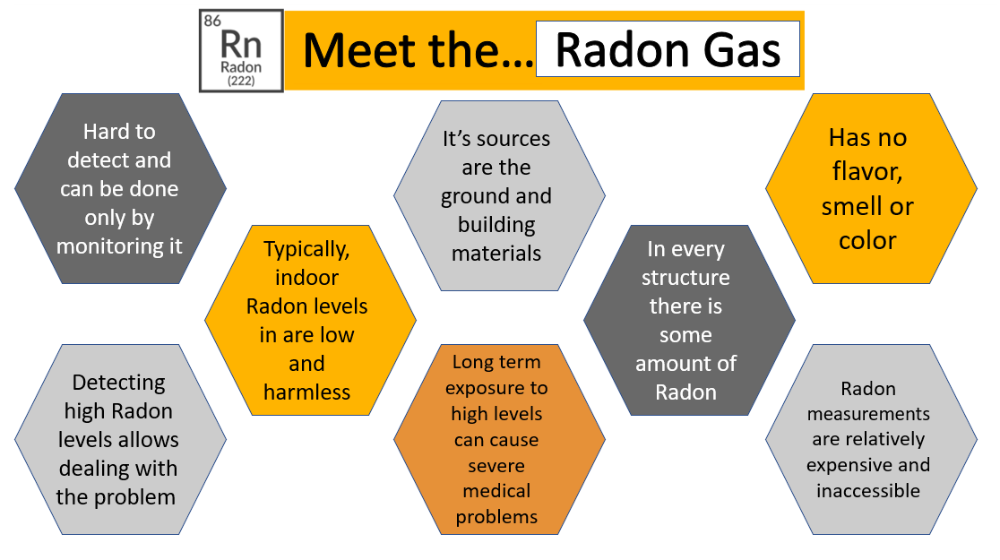 86
Rn
Radon
(222)
Meet the... Radon Gas
Hard to
detect and
can be done
only by
monitoring it
It’s sources
are the
ground and
building
materials
Has no
flavor,
smell or
color
Typically,
indoor
Radon levels
in are low
and
harmless
In every
structure
there is
some
amount of
Radon
Detecting
high Radon
levels allows
dealing with
the problem
Long term
exposure to
high levels
can cause
severe
medical
problems
Radon
measurements
are relatively
expensive and
inaccessible